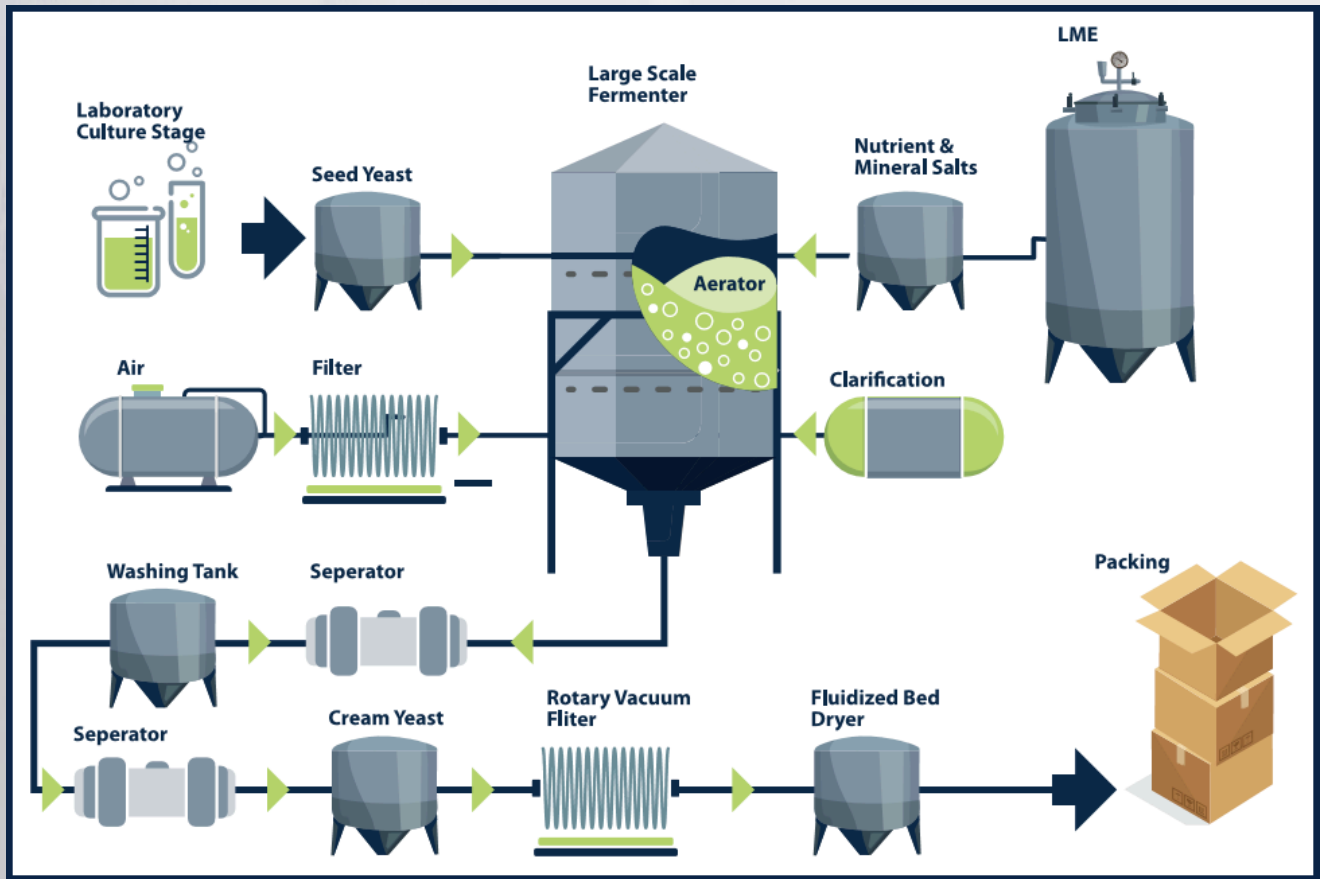 LME
Large Scale
Fermenter
Laboratory
Culture Stage
Seed Yeast
Nutrient &
Mineral Salts
Aerator
Air
Filter
Clarification
Washing Tank
Seperator
Packing
Seperator
Cream Yeast
Rotary Vacuum
Fliter
Fluidized Bed
Dryer